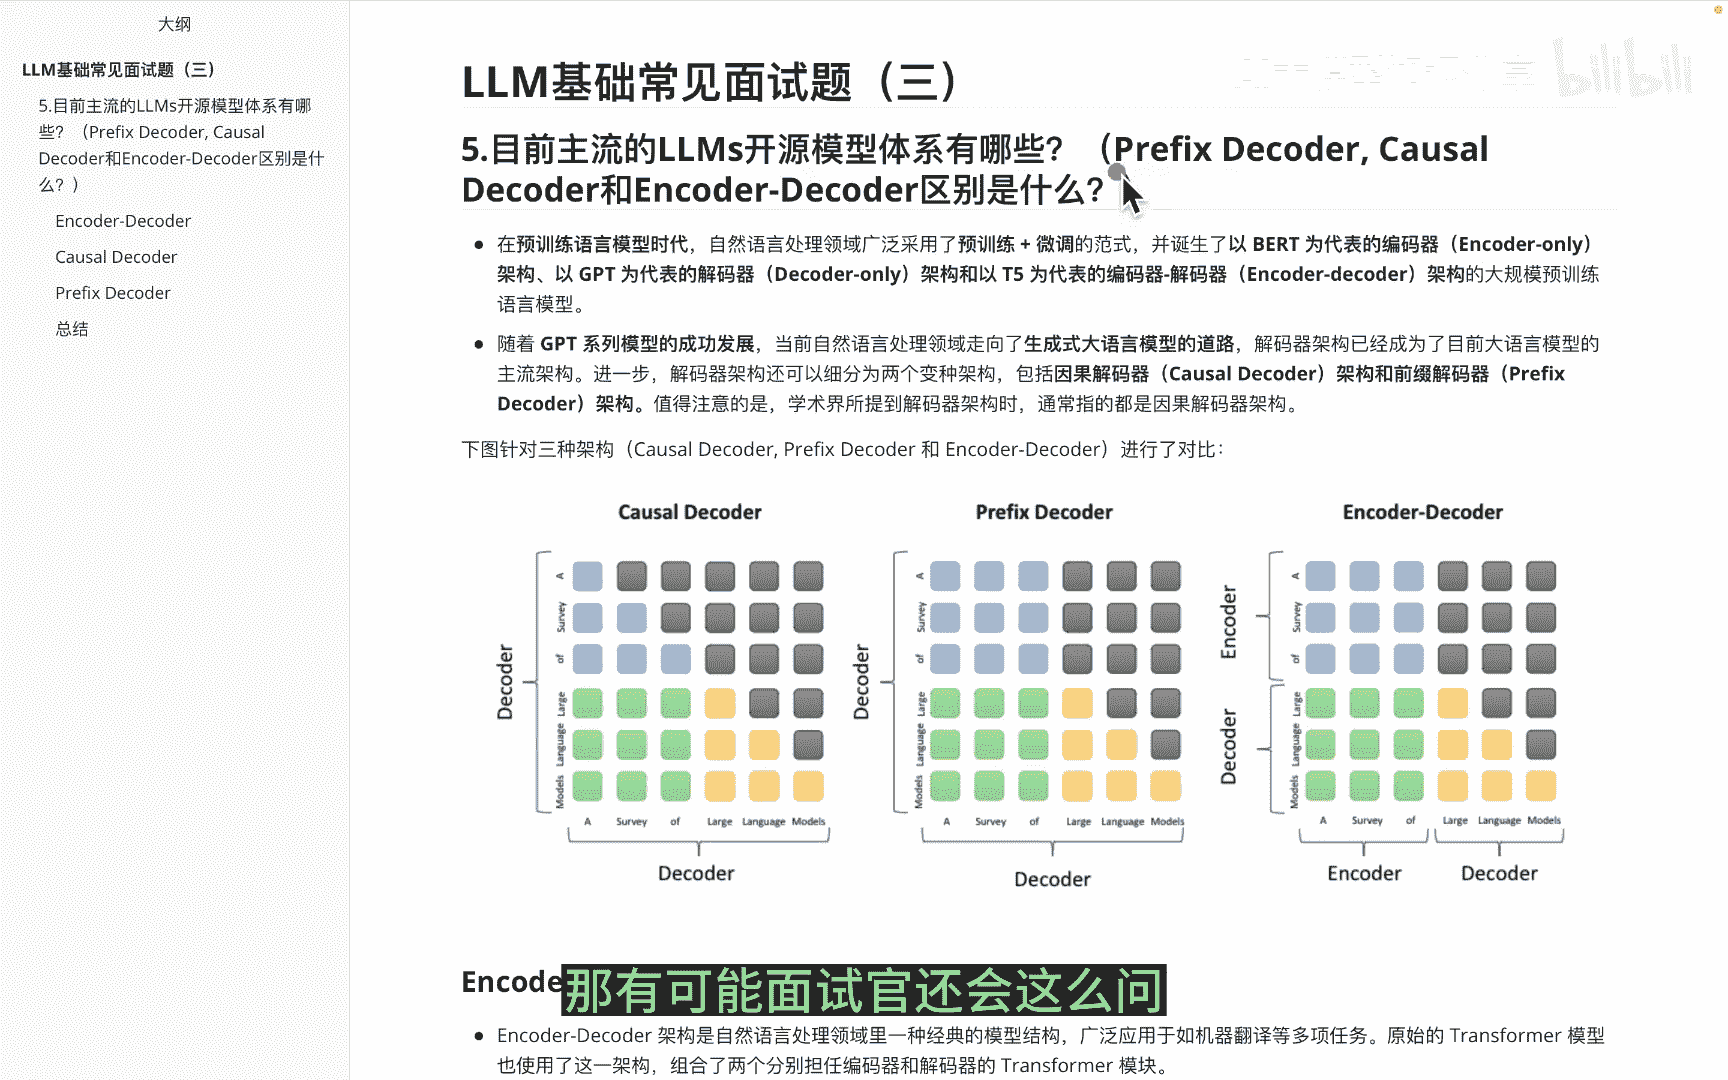 大纲
LLM基础常见面试题（三）
5.目前主流的LLMs开源模型体系有哪
些？（Prefix Decoder, Causal
Decoder和Encoder-Decoder区别是什
么？）
Encoder-Decoder
Causal Decoder
Prefix Decoder
总结
LLM基础常见面试题（三）
bilibili
5.目前主流的LLMs开源模型体系有哪些？（Prefix Decoder, Causal
Decoder和Encoder-Decoder区别是什么？
在预训练语言模型时代，自然语言处理领域广泛采用了预训练 + 微调的范式，并诞生了以 BERT 为代表的编码器（Encoder-only）
架构、以 GPT 为代表的解码器（Decoder-only）架构和以 T5 为代表的编码器-解码器（Encoder-decoder）架构的大规模预训练
语言模型。
随着 GPT 系列模型的成功发展，当前自然语言处理领域走向了生成式大语言模型的道路，解码器架构已经成为了目前大语言模型的
主流架构。进一步，解码器架构还可以细分为两个变种架构，包括因果解码器（Causal Decoder）架构和前缀解码器（Prefix
Decoder）架构。值得注意的是，学术界所提到解码器架构时，通常指的都是因果解码器架构。
下图针对三种架构（Causal Decoder, Prefix Decoder 和 Encoder-Decoder）进行了对比：
Causal Decoder
Decoder
A
Survey
of
Large
Language
Models
A Survey of Large Language Models
Decoder
Prefix Decoder
Decoder
A
Survey
of
Large
Language
Models
A Survey of Large Language Models
Decoder
Encoder-Decoder
Encoder
Decoder
A
Survey
of
Large
Language
Models
A Survey of Large Language Models
Encoder Decoder
Encode
那有可能面试官还会这么问
Encoder-Decoder 架构是自然语言处理领域里一种经典的模型结构，广泛应用于如机器翻译等多项任务。原始的 Transformer 模型
也使用了这一架构，组合了两个分别担任编码器和解码器的 Transformer 模块。